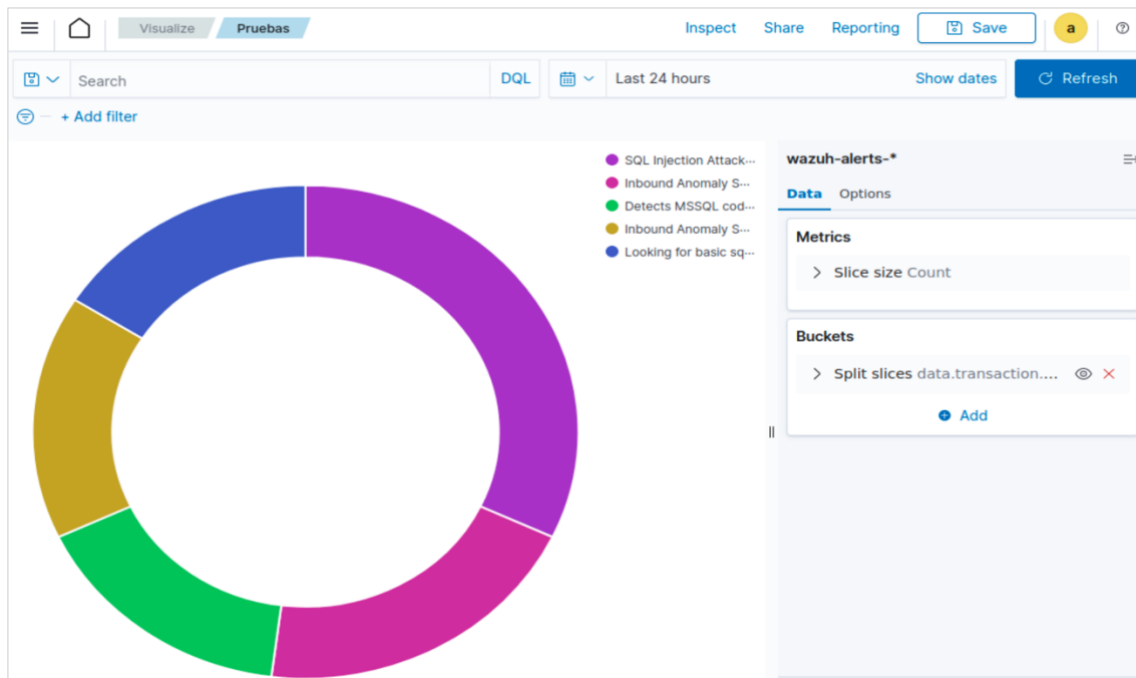 Visualize Pruebas Inspect Share Reporting Save a
Search DQL Last 24 hours Show dates Refresh
+ Add filter
SQL Injection Attack...
Inbound Anomaly S...
Detects MSSQL cod...
Inbound Anomaly S...
Looking for basic sq...
wazuh-alerts-*
Data Options
Metrics
Slice size Count
Buckets
Split slices data.transaction....
Add